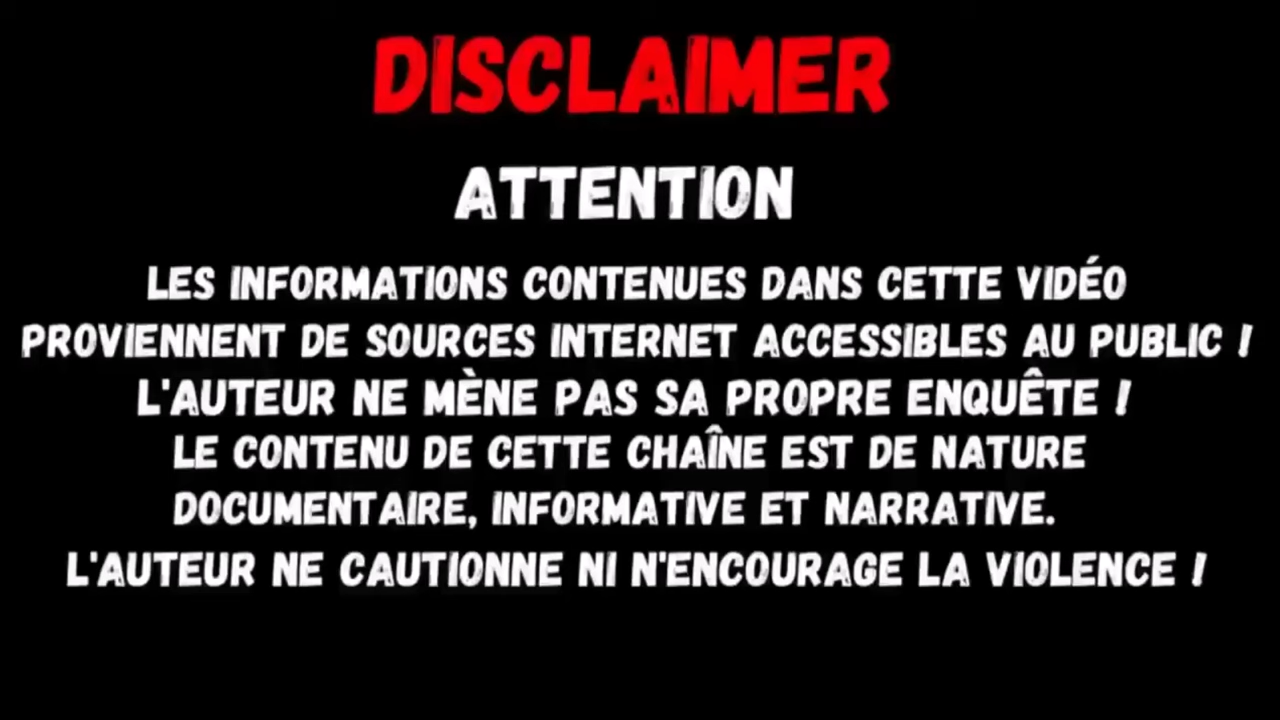 DISCLAIMER
ATTENTION
LES INFORMATIONS CONTENUES DANS CETTE VIDÉO
PROVIENNENT DE SOURCES INTERNET ACCESSIBLES AU PUBLIC !
L'AUTEUR NE MÈNE PAS SA PROPRE ENQUÊTE !
LE CONTENU DE CETTE CHAÎNE EST DE NATURE
DOCUMENTAIRE, INFORMATIVE ET NARRATIVE.
L'AUTEUR NE CAUTIONNE NI N'ENCOURAGE LA VIOLENCE !